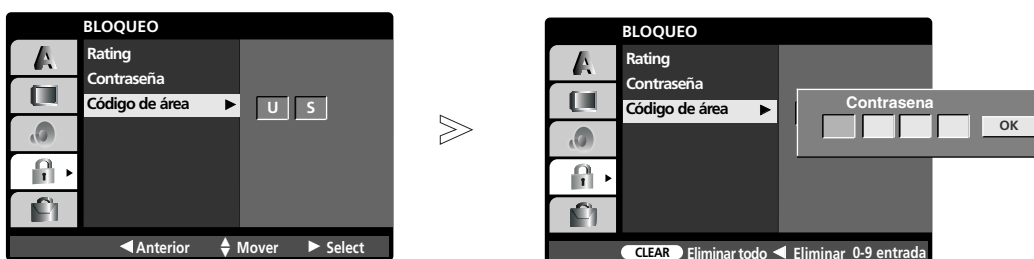 BLOQUEO
Rating
Contraseña
Código de área
U S
Anterior Mover Select
BLOQUEO
Rating
Contraseña
Código de área
Contrasena
OK
CLEAR Eliminar todo Eliminar 0-9 entrada